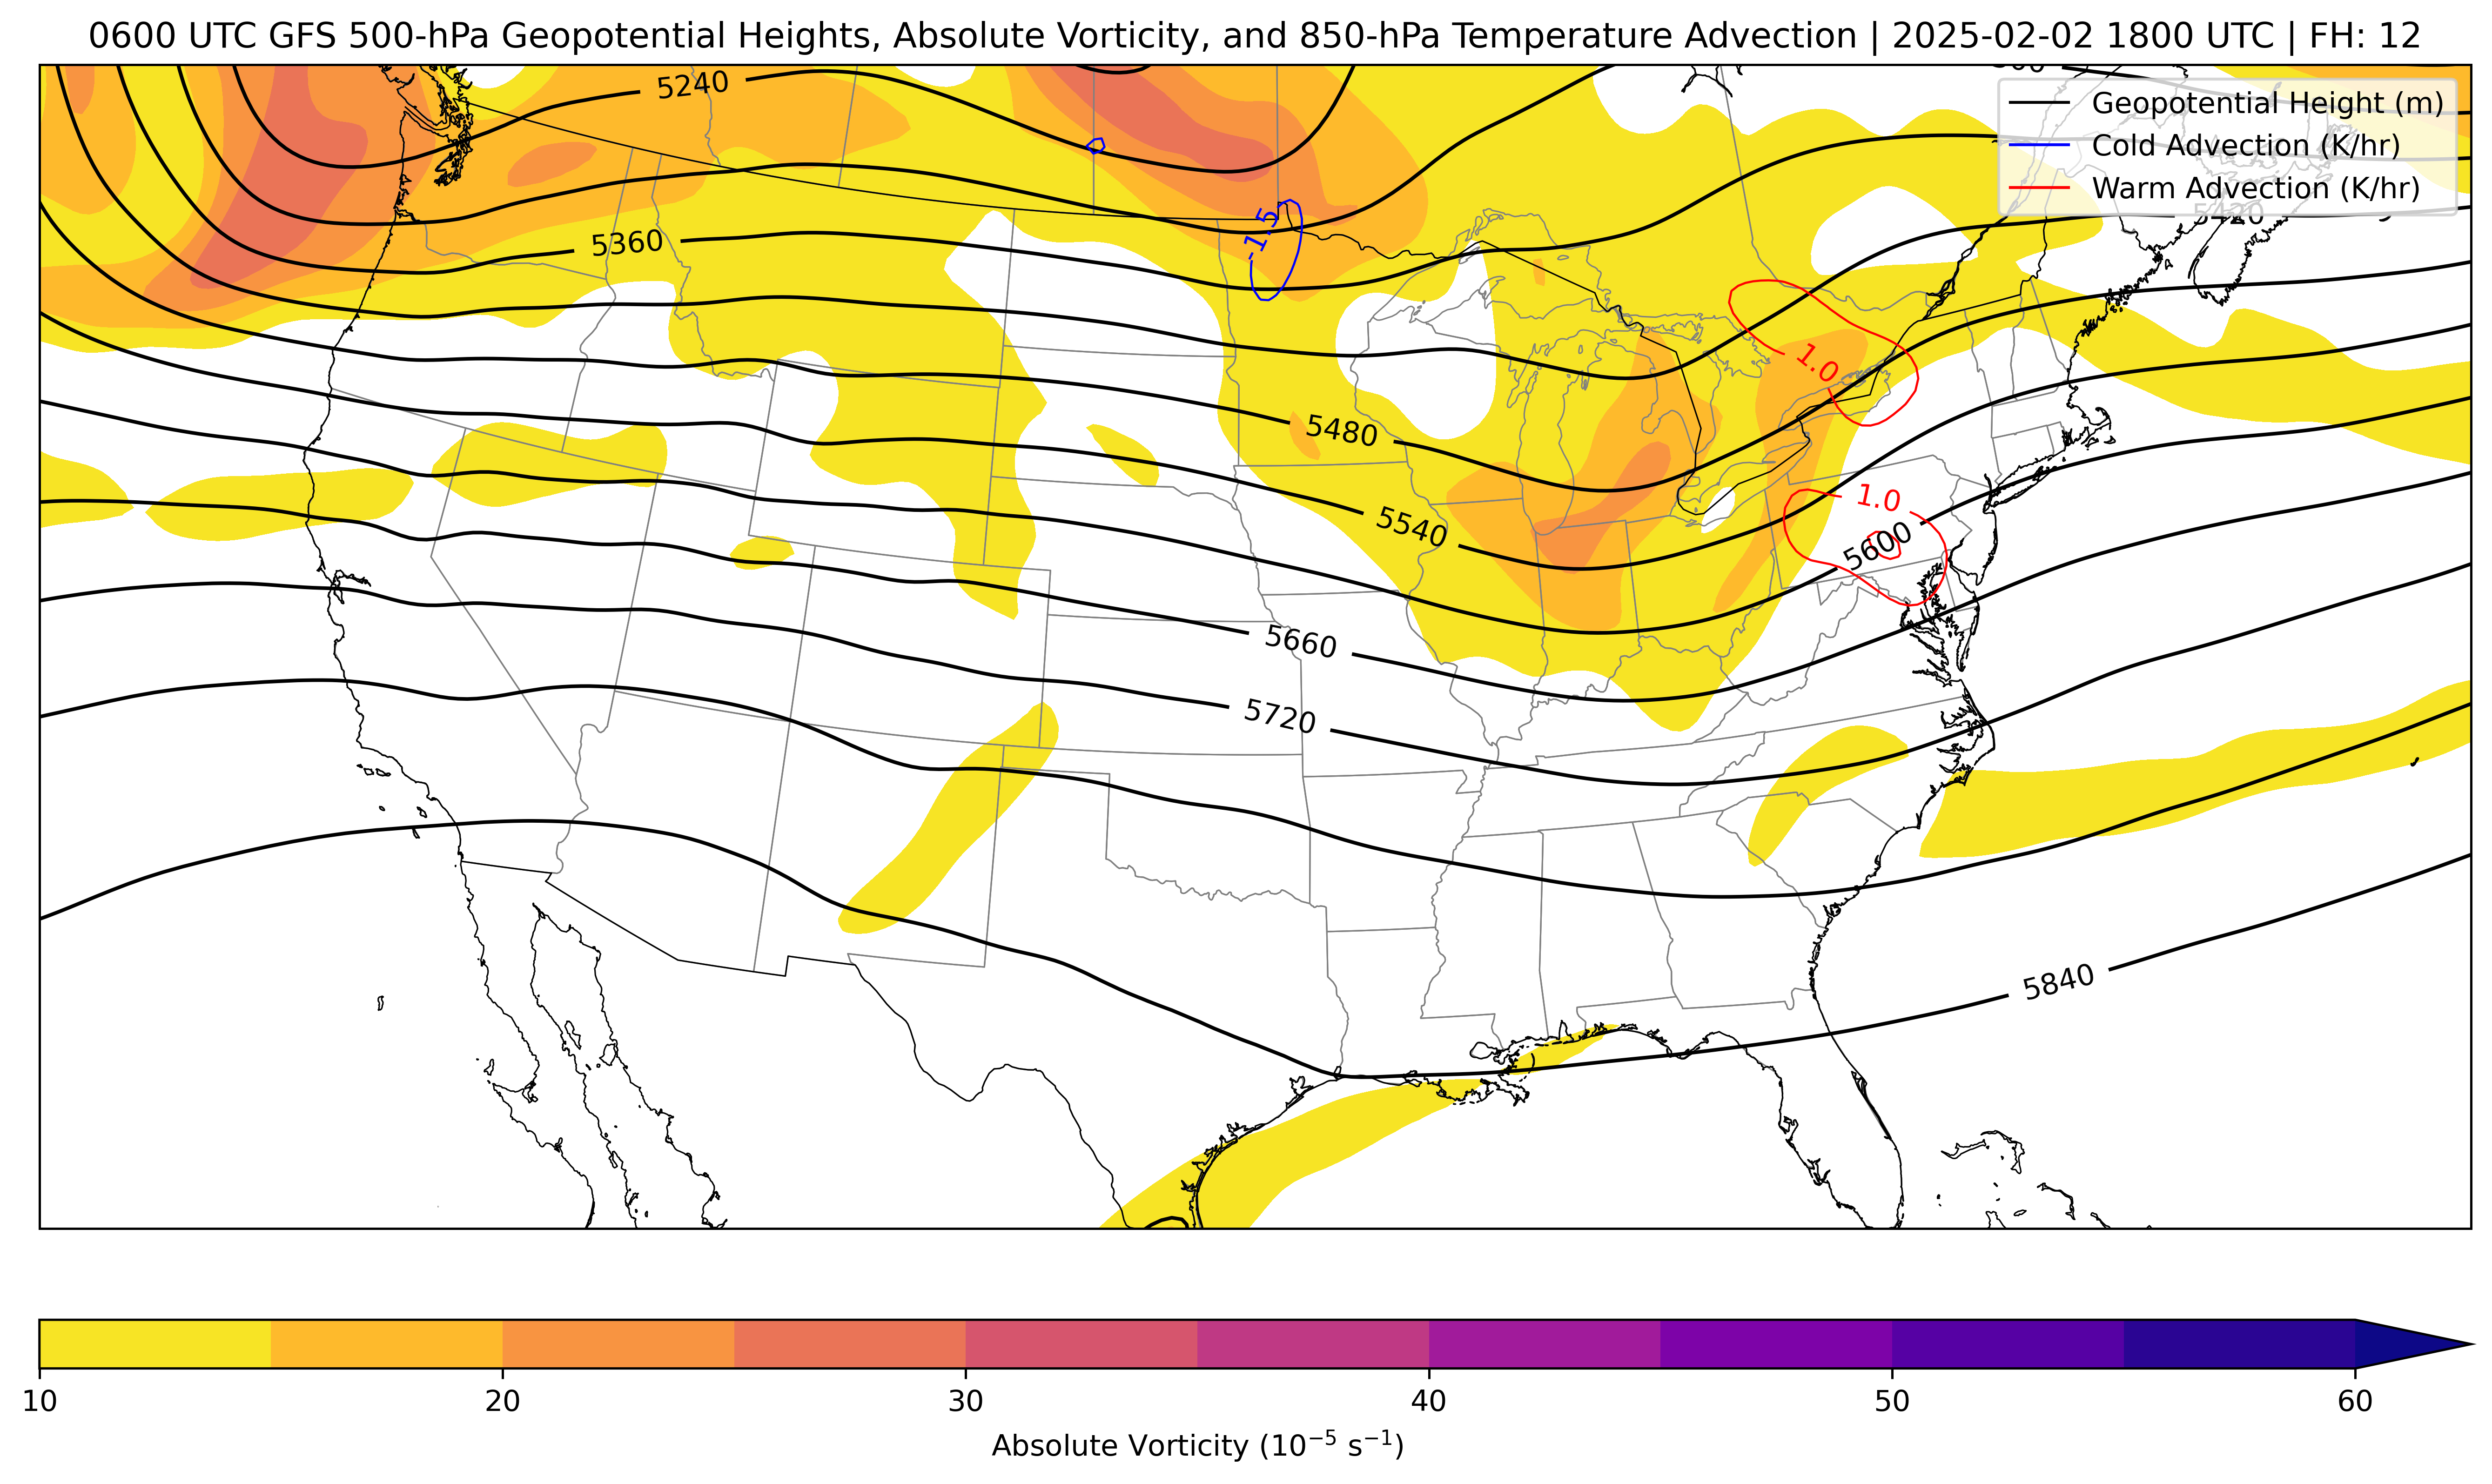 0600 UTC GFS 500-hPa Geopotential Heights, Absolute Vorticity, and 850-hPa Temperature Advection | 2025-02-02 1800 UTC | FH: 12
5240
Geopotential Height (m)
Cold Advection (K/hr)
Warm Advection (K/hr)
5420
-1.5
5360
1.0
5480
1.0
5540
5600
5660
5720
5840
10 20 30 40 50 60
Absolute Vorticity (10⁻⁵ s⁻¹)